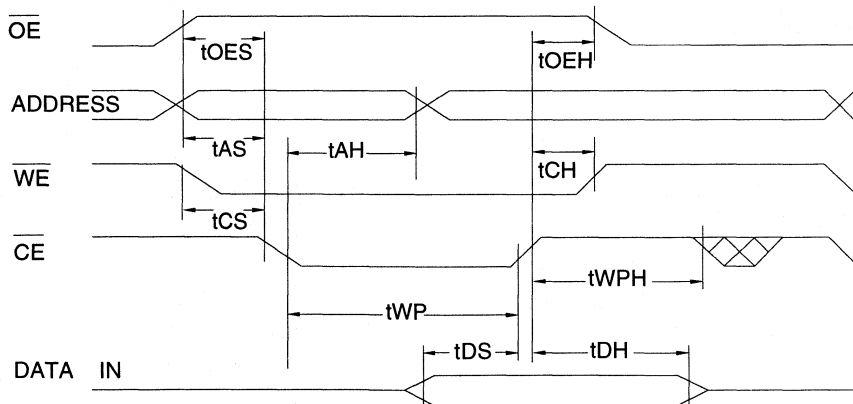 OE
tOES
tOEH
ADDRESS
tAS
tAH
WE
tCH
tCS
CE
tWPH
tWP
tDS
tDH
DATA IN